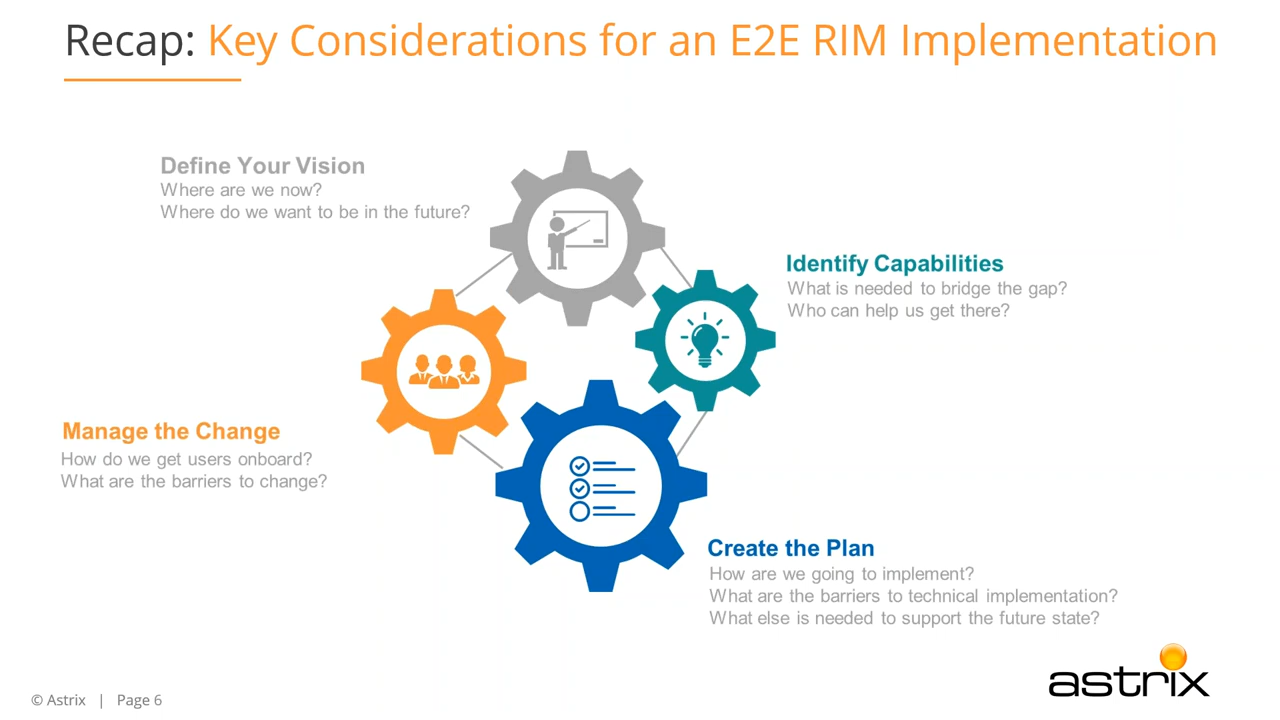 Recap: Key Considerations for an E2E RIM Implementation
Define Your Vision
Where are we now?
Where do we want to be in the future?
Identify Capabilities
What is needed to bridge the gap?
Who can help us get there?
Manage the Change
How do we get users onboard?
What are the barriers to change?
Create the Plan
How are we going to implement?
What are the barriers to technical implementation?
What else is needed to support the future state?
astrix
© Astrix | Page 6